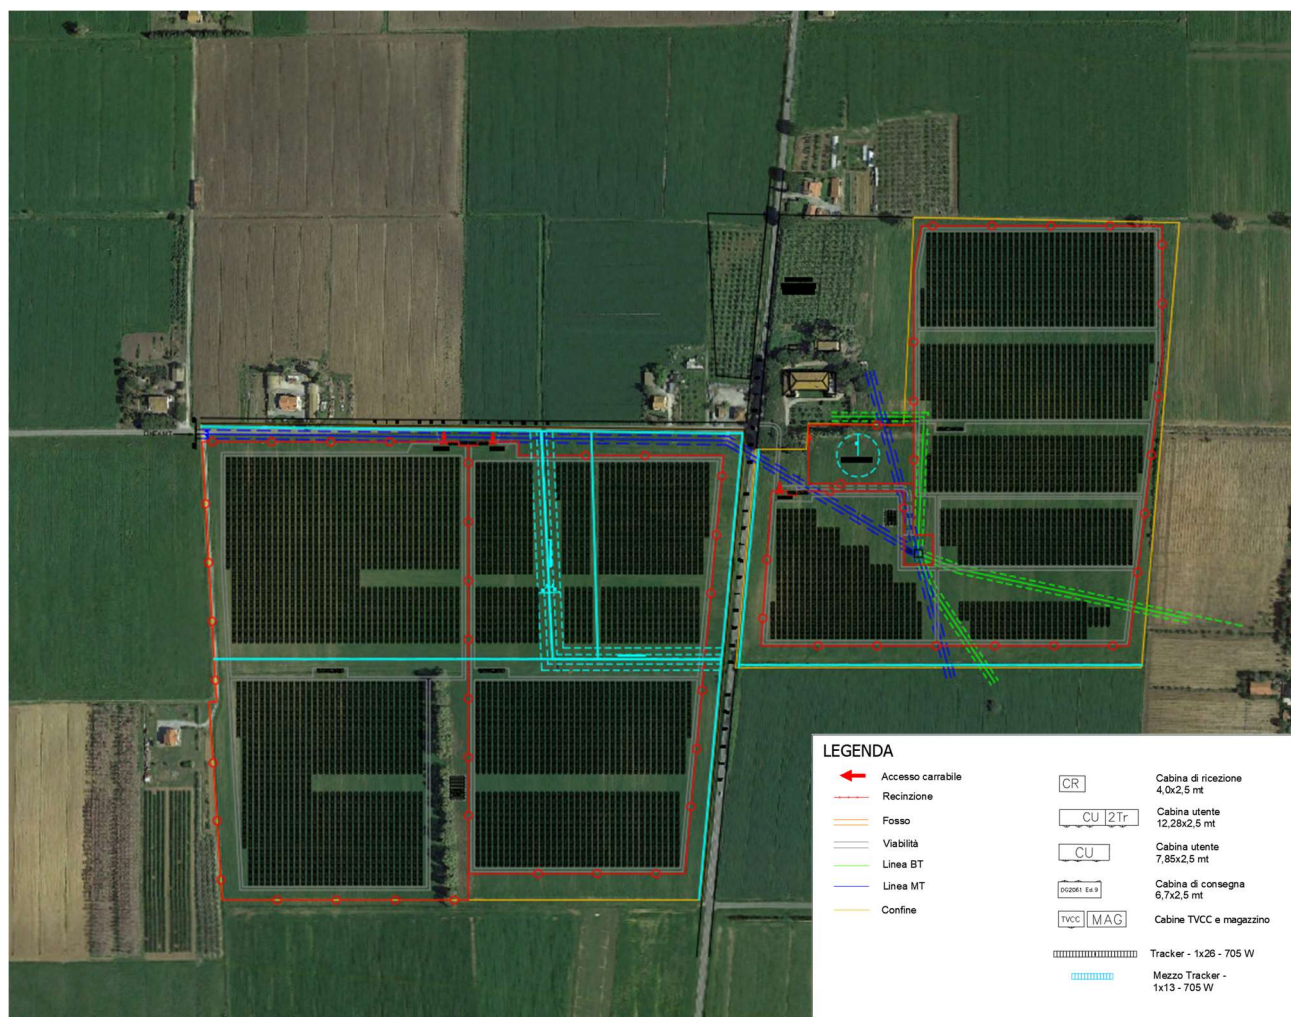 LEGENDA
Accesso carrabile
Recinzione
Fosso
Viabilità
Linea BT
Linea MT
Confine
CR
Cabina di ricezione
4,0x2,5 mt
CU 2Tr
Cabina utente
12,28x2,5 mt
CU
Cabina utente
7,85x2,5 mt
DG2061 Ed.9
Cabina di consegna
6,7x2,5 mt
TVCC MAG
Cabine TVCC e magazzino
Tracker - 1x26 - 705 W
Mezzo Tracker -
1x13 - 705 W